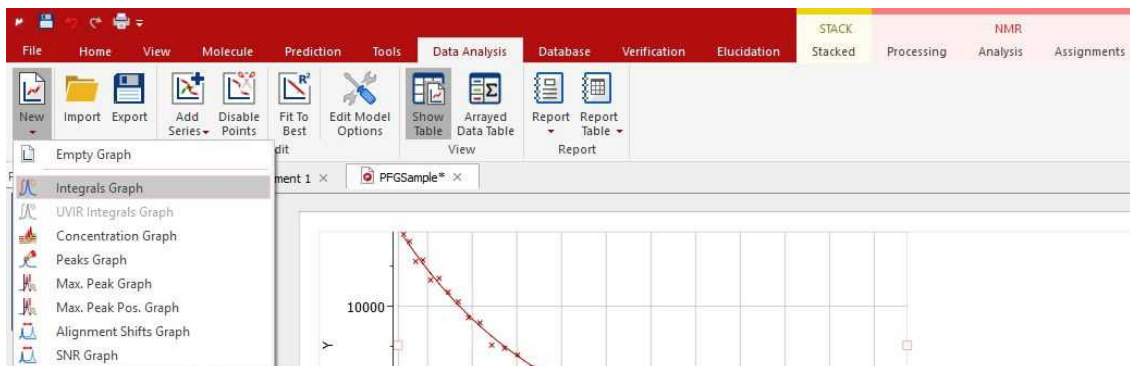 STACK NMR
File Home View Molecule Prediction Tools Data Analysis Database Verification Elucidation Stacked Processing Analysis Assignments
New Import Export Add Series Disable Points Fit To Best Edit Model Options Show Table Arrayed Data Table Report Report Table
dit View Report
Empty Graph
ment 1 × PFGSample* ×
Integrals Graph
UVIR Integrals Graph
Concentration Graph
Peaks Graph
Max. Peak Graph
Max. Peak Pos. Graph
10000
Alignment Shifts Graph
Y
SNR Graph